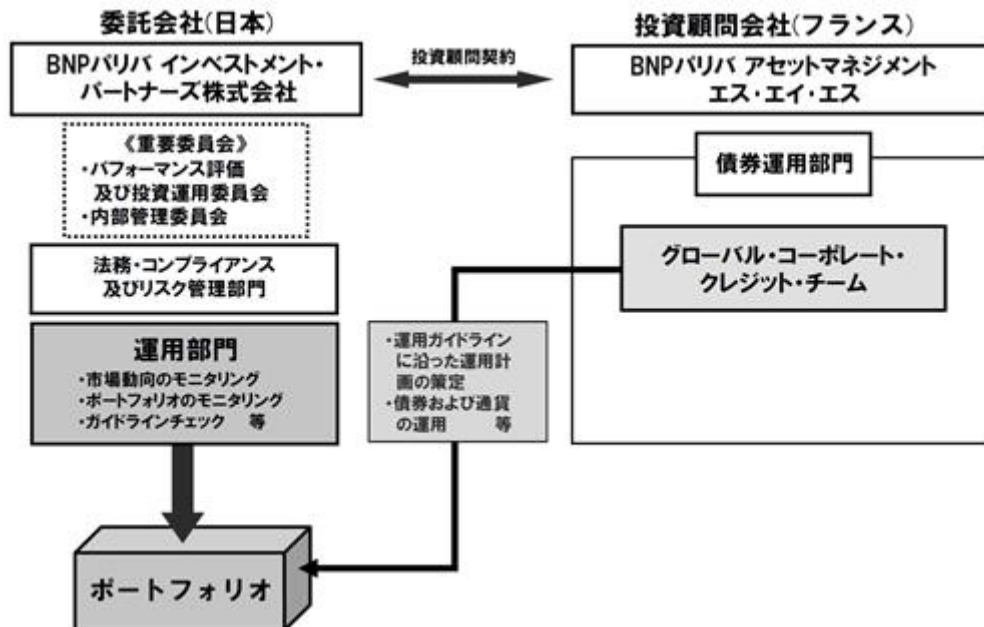 委託会社(日本)
BNPパリバ インベストメント・
パートナーズ株式会社
《重要委員会》
・パフォーマンス評価
及び投資運用委員会
・内部管理委員会
法務・コンプライアンス
及びリスク管理部門
運用部門
・市場動向のモニタリング
・ポートフォリオのモニタリング
・ガイドラインチェック 等
ポートフォリオ
投資顧問契約
・運用ガイドライン
に沿った運用計
画の策定
・債券および通貨
の運用 等
投資顧問会社(フランス)
BNPパリバ アセットマネジメント
エス・エイ・エス
債券運用部門
グローバル・コーポレート・
クレジット・チーム